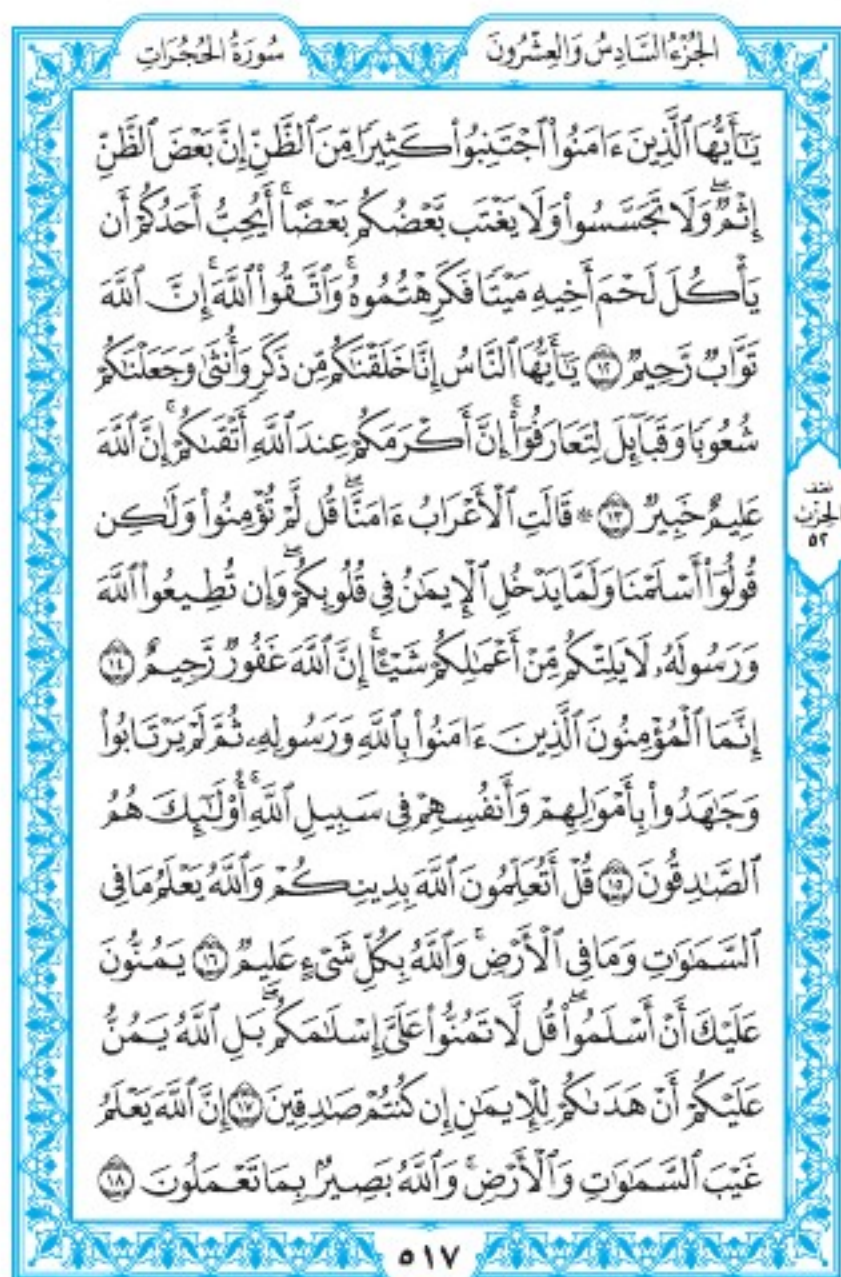 الجُزْءُ السَّادِسُ وَالعِشْرُونَ
سُورَةُ الحُجُرَاتِ
يَـٰٓأَيُّهَا ٱلَّذِينَ ءَامَنُواْ ٱجۡتَنِبُواْ كَثِيرٗا مِّنَ ٱلظَّنِّ إِنَّ بَعۡضَ ٱلظَّنِّ
إِثۡمٞۖ وَلَا تَجَسَّسُواْ وَلَا يَغۡتَب بَّعۡضُكُم بَعۡضًاۚ أَيُحِبُّ أَحَدُكُمۡ أَن
يَأۡكُلَ لَحۡمَ أَخِيهِ مَيۡتٗا فَكَرِهۡتُمُوهُۚ وَٱتَّقُواْ ٱللَّهَۚ إِنَّ ٱللَّهَ
تَوَّابٞ رَّحِيمٞ ١٢ يَـٰٓأَيُّهَا ٱلنَّاسُ إِنَّا خَلَقۡنَٰكُم مِّن ذَكَرٖ وَأُنثَىٰ وَجَعَلۡنَٰكُمۡ
شُعُوبٗا وَقَبَآئِلَ لِتَعَارَفُوٓاْۚ إِنَّ أَكۡرَمَكُمۡ عِندَ ٱللَّهِ أَتۡقَىٰكُمۡۚ إِنَّ ٱللَّهَ
عَلِيمٌ خَبِيرٞ ١٣ ۞ قَالَتِ ٱلۡأَعۡرَابُ ءَامَنَّاۖ قُل لَّمۡ تُؤۡمِنُواْ وَلَٰكِن
قُولُوٓاْ أَسۡلَمۡنَا وَلَمَّا يَدۡخُلِ ٱلۡإِيمَٰنُ فِي قُلُوبِكُمۡۖ وَإِن تُطِيعُواْ ٱللَّهَ
وَرَسُولَهُۥ لَا يَلِتۡكُم مِّنۡ أَعۡمَٰلِكُمۡ شَيۡـًٔاۚ إِنَّ ٱللَّهَ غَفُورٞ رَّحِيمٌ ١٤
إِنَّمَا ٱلۡمُؤۡمِنُونَ ٱلَّذِينَ ءَامَنُواْ بِٱللَّهِ وَرَسُولِهِۦ ثُمَّ لَمۡ يَرۡتَابُواْ
وَجَٰهَدُواْ بِأَمۡوَٰلِهِمۡ وَأَنفُسِهِمۡ فِي سَبِيلِ ٱللَّهِۚ أُوْلَـٰٓئِكَ هُمُ
ٱلصَّٰدِقُونَ ١٥ قُلۡ أَتُعَلِّمُونَ ٱللَّهَ بِدِينِكُمۡ وَٱللَّهُ يَعۡلَمُ مَا فِي
ٱلسَّمَٰوَٰتِ وَمَا فِي ٱلۡأَرۡضِۚ وَٱللَّهُ بِكُلِّ شَيۡءٍ عَلِيمٞ ١٦ يَمُنُّونَ
عَلَيۡكَ أَنۡ أَسۡلَمُواْۖ قُل لَّا تَمُنُّواْ عَلَيَّ إِسۡلَٰمَكُمۖ بَلِ ٱللَّهُ يَمُنُّ
عَلَيۡكُمۡ أَنۡ هَدَىٰكُمۡ لِلۡإِيمَٰنِ إِن كُنتُمۡ صَٰدِقِينَ ١٧ إِنَّ ٱللَّهَ يَعۡلَمُ
غَيۡبَ ٱلسَّمَٰوَٰتِ وَٱلۡأَرۡضِۚ وَٱللَّهُ بَصِيرُۢ بِمَا تَعۡمَلُونَ ١٨
نصف
الحزب
٥٢
٥١٧